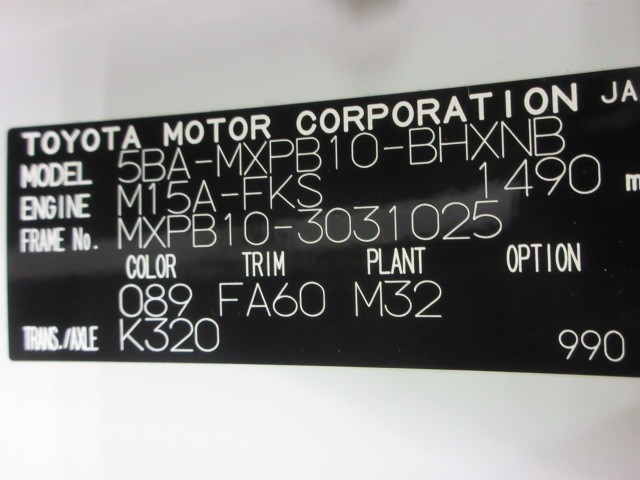 TOYOTA MOTOR CORPORATION JA
MODEL 5BA-MXPB10-BHXNB
ENGINE M15A-FKS 1490 m
FRAME No. MXPB10-3031025
COLOR TRIM PLANT OPTION
089 FA60 M32
TRANS./AXLE K320 990